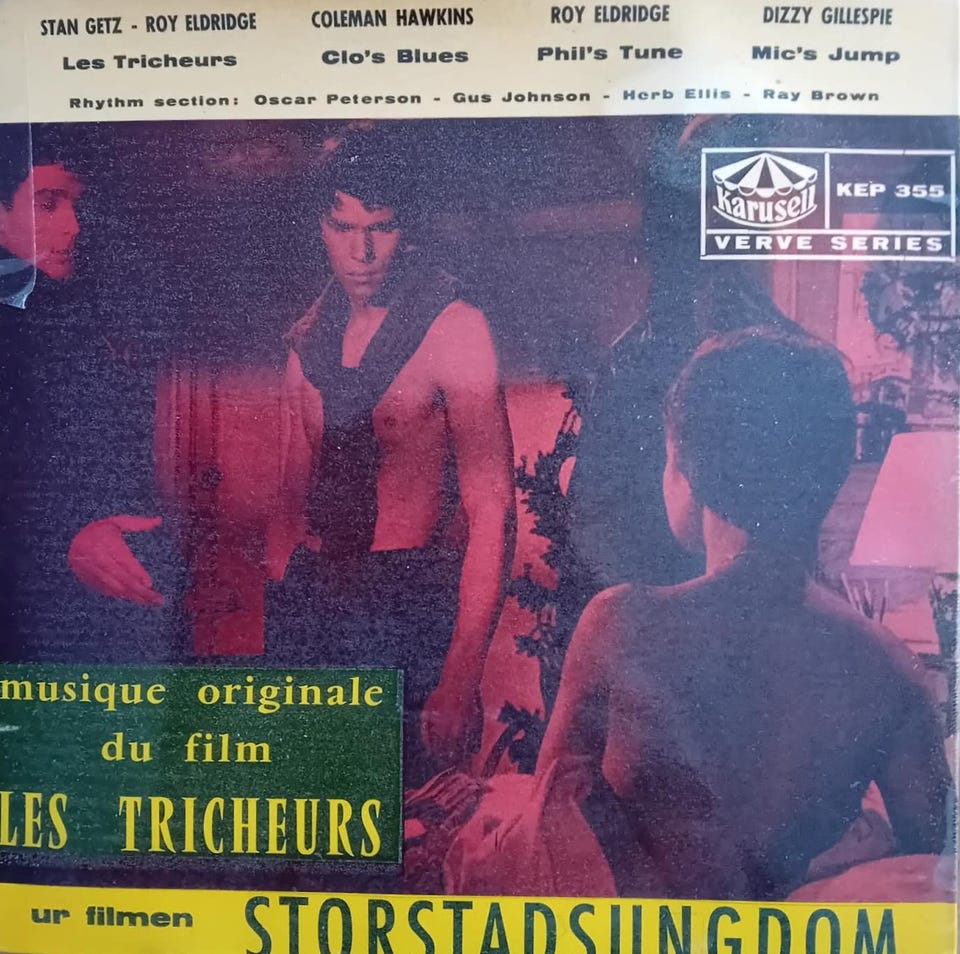 STAN GETZ - ROY ELDRIDGE
Les Tricheurs
COLEMAN HAWKINS
Clo's Blues
ROY ELDRIDGE
Phil's Tune
DIZZY GILLESPIE
Mic's Jump
Rhythm section: Oscar Peterson - Gus Johnson - Herb Ellis - Ray Brown
Karusell
KEP 355
VERVE SERIES
musique originale
du film
LES TRICHEURS
ur filmen STORSTADSUNGDOM